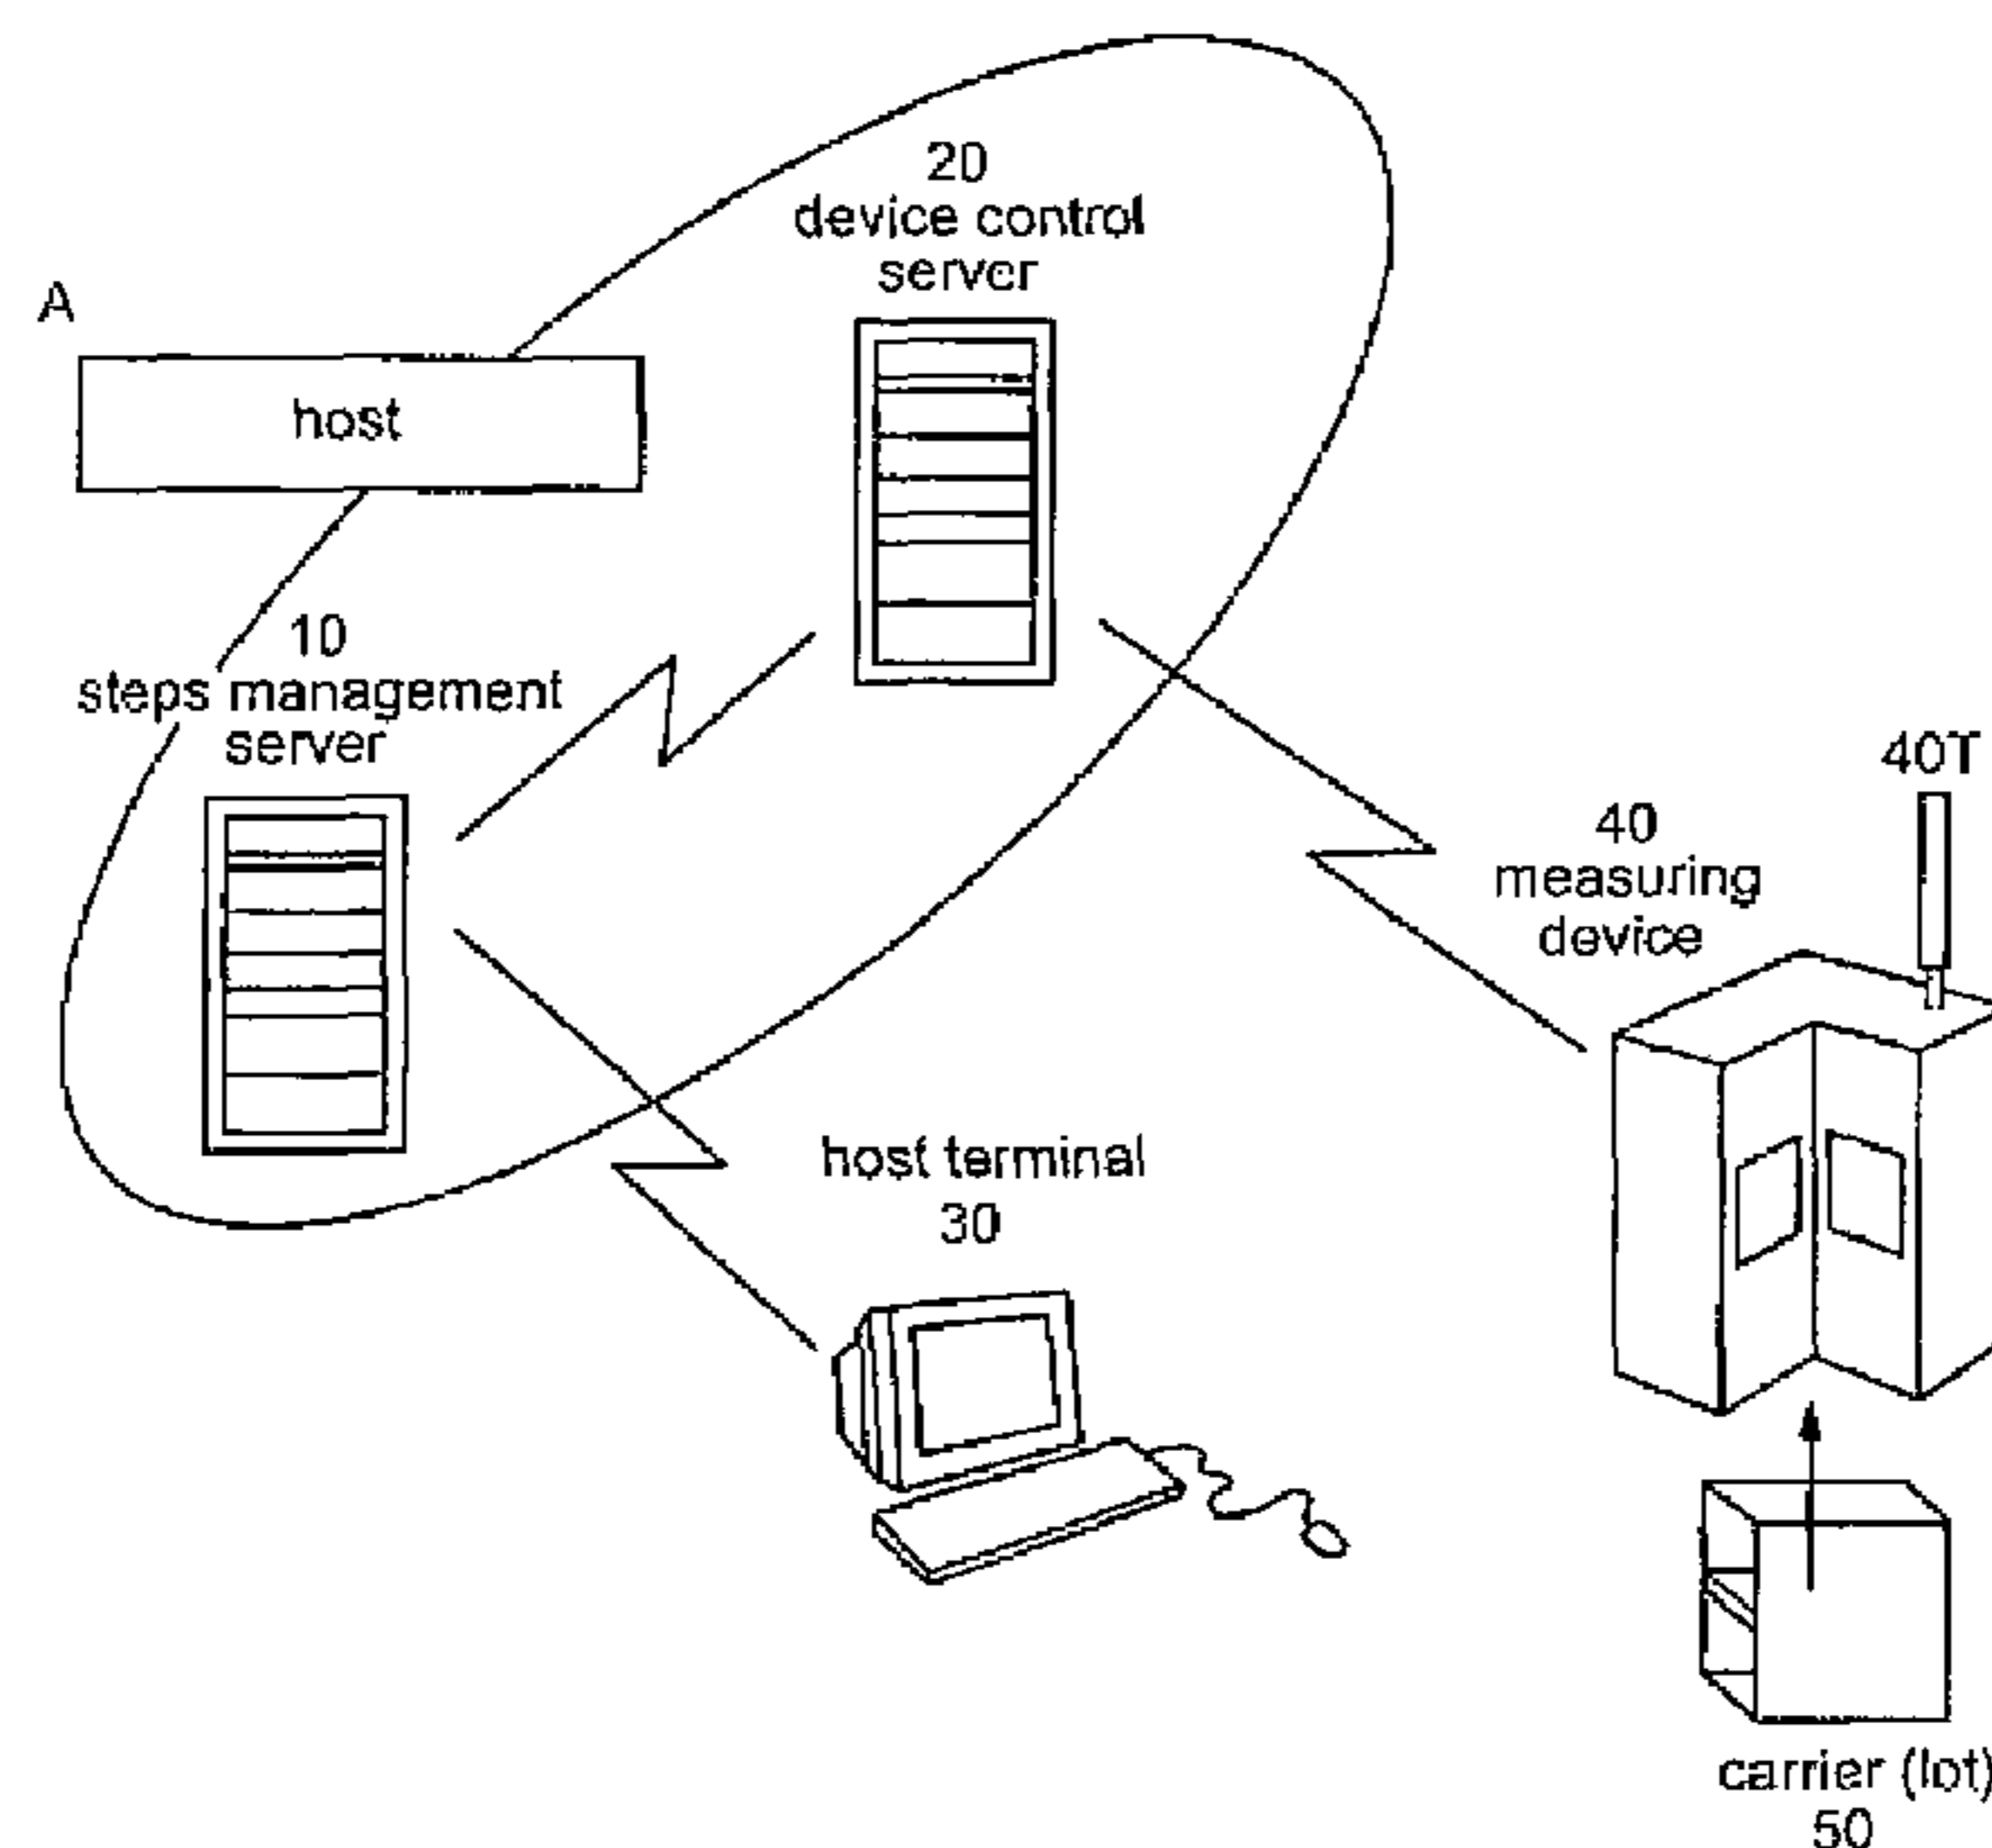 20
device control
server
A
host
10
steps management
server
40T
40
measuring
device
host terminal
30
carrier (lot)
50